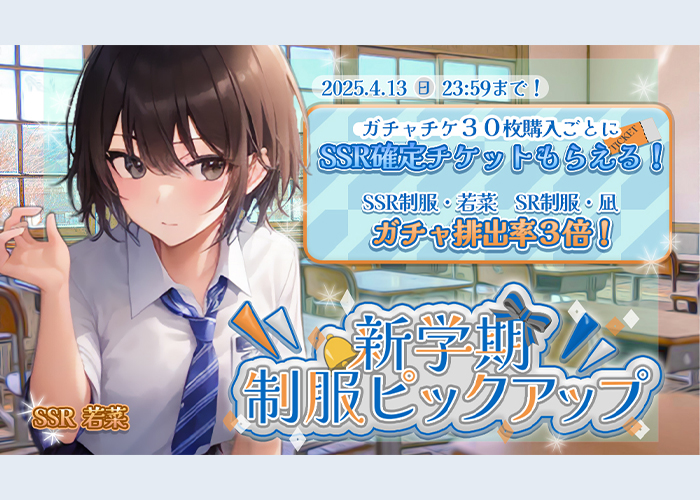 2025.4.13 日 23:59まで!
ガチャチケ30枚購入ごとに
TICKET
SSR確定チケットもらえる!
SSR制服・若菜 SR制服・凪
ガチャ排出率3倍!
新学期
制服ピックアップ
SSR 若菜